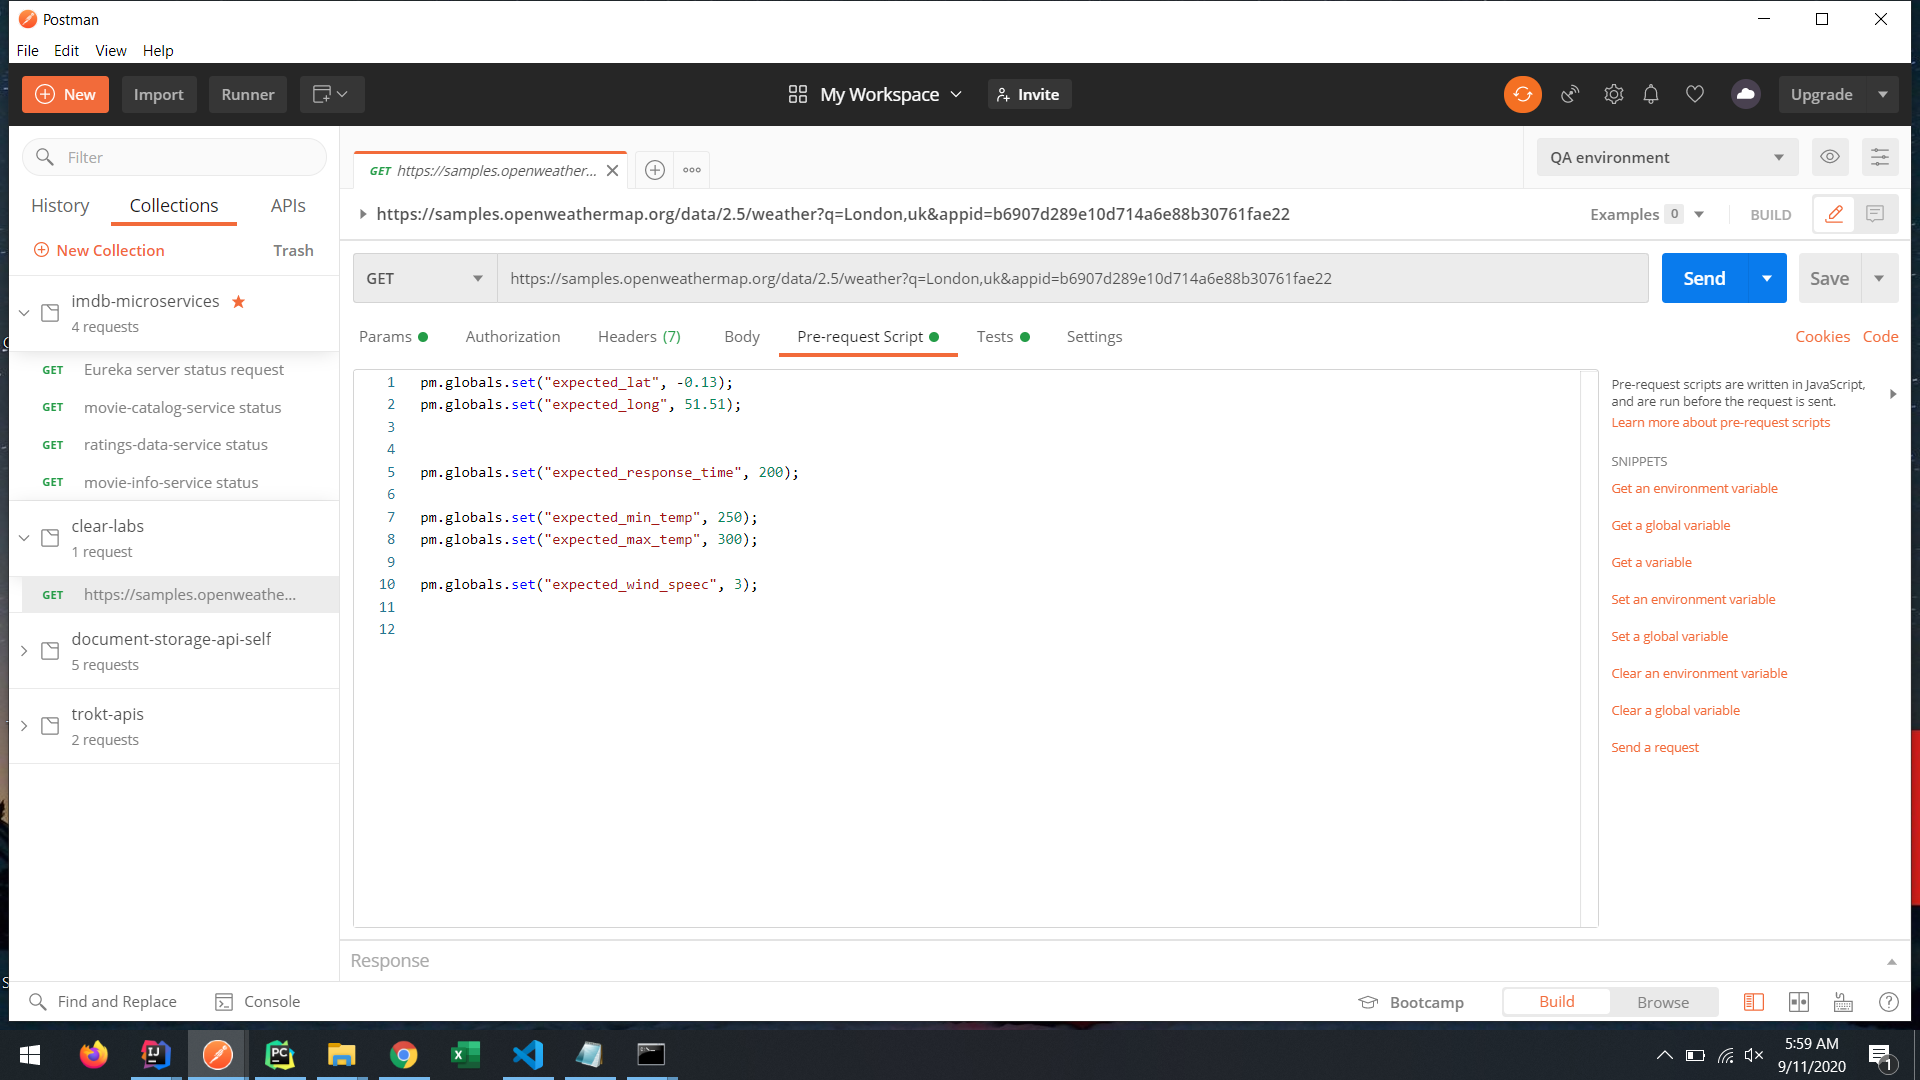 Postman
File Edit View Help
New Import Runner My Workspace Invite Upgrade
Filter
History Collections APIs
New Collection Trash
imdb-microservices
4 requests
GET Eureka server status request
GET movie-catalog-service status
GET ratings-data-service status
GET movie-info-service status
clear-labs
1 request
GET https://samples.openweathe...
document-storage-api-self
5 requests
trokt-apis
2 requests
GET https://samples.openweather...
QA environment
https://samples.openweathermap.org/data/2.5/weather?q=London,uk&appid=b6907d289e10d714a6e88b30761fae22
Examples 0 BUILD
GET https://samples.openweathermap.org/data/2.5/weather?q=London,uk&appid=b6907d289e10d714a6e88b30761fae22 Send Save
Params Authorization Headers (7) Body Pre-request Script Tests Settings Cookies Code
1 pm.globals.set("expected_lat", -0.13);
2 pm.globals.set("expected_long", 51.51);
3
4
5 pm.globals.set("expected_response_time", 200);
6
7 pm.globals.set("expected_min_temp", 250);
8 pm.globals.set("expected_max_temp", 300);
9
10 pm.globals.set("expected_wind_speec", 3);
11
12
Pre-request scripts are written in JavaScript,
and are run before the request is sent.
Learn more about pre-request scripts
SNIPPETS
Get an environment variable
Get a global variable
Get a variable
Set an environment variable
Set a global variable
Clear an environment variable
Clear a global variable
Send a request
Response
Find and Replace Console Bootcamp Build Browse
IJ PC
5:59 AM
9/11/2020
1